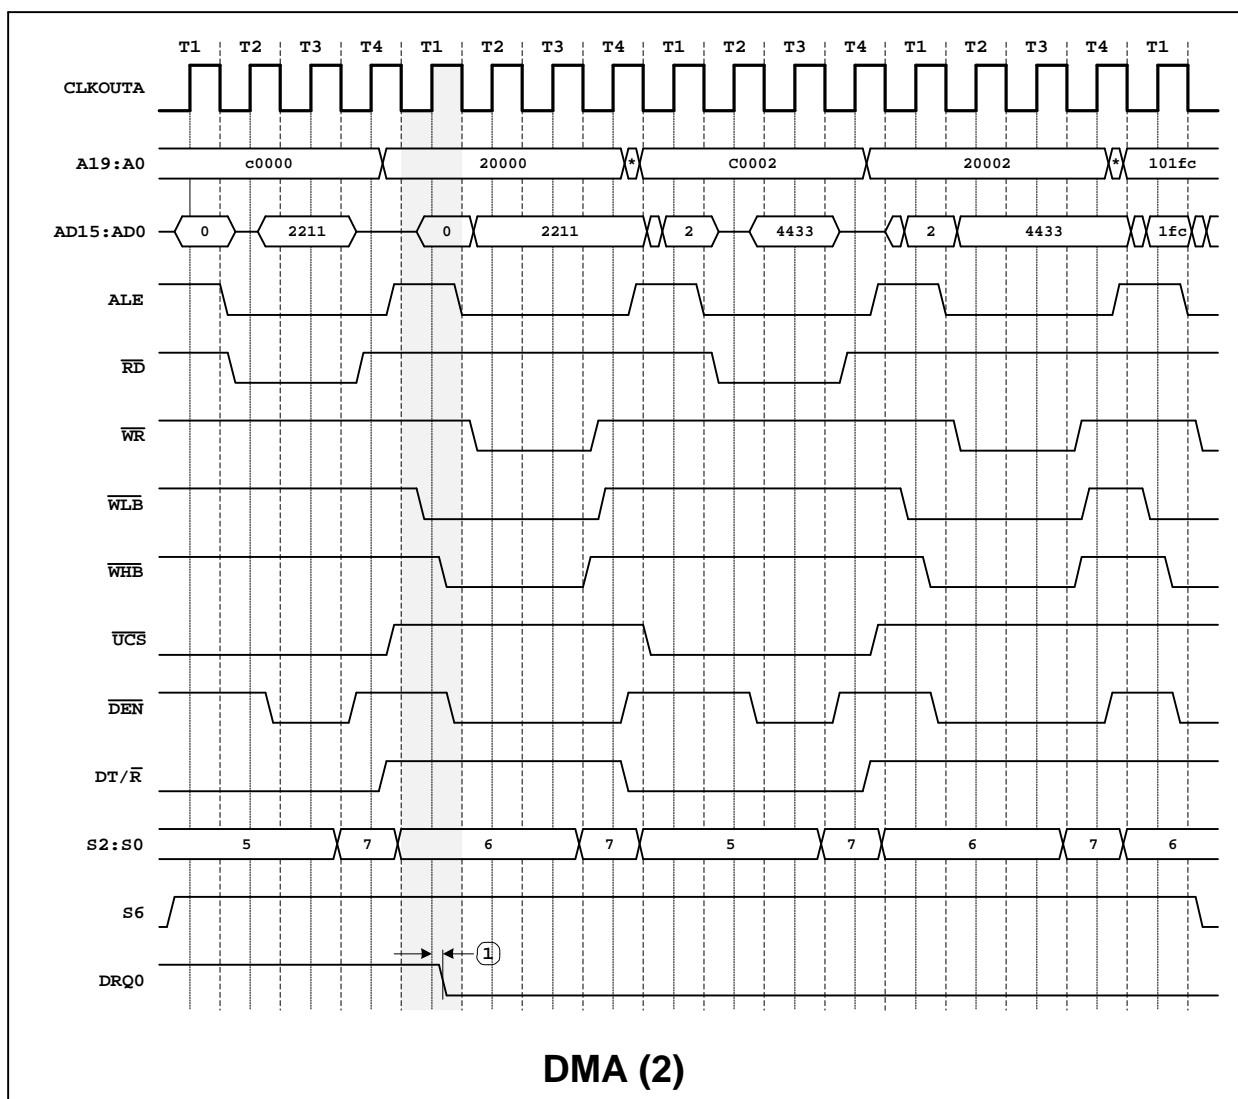 T1 T2 T3 T4 T1 T2 T3 T4 T1 T2 T3 T4 T1 T2 T3 T4 T1
CLKOUTA
A19:A0 c0000 20000 * C0002 20002 * 101fc
AD15:AD0 0 2211 0 2211 2 4433 2 4433 1fc
ALE
RD
WR
WLB
WHB
UCS
DEN
DT/R
S2:S0 5 7 6 7 5 7 6 7 6
S6
1
DRQ0
DMA (2)